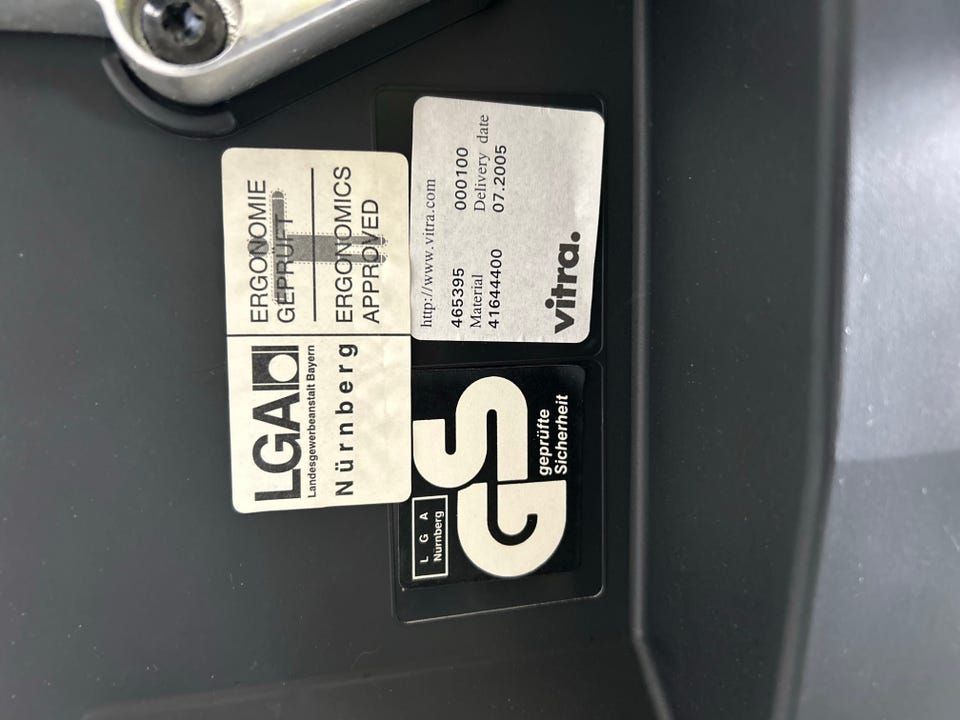 LGA
Landesgewerbeanstalt Bayern
Nürnberg
ERGONOMIE
GEPRÜFT
ERGONOMICS
APPROVED
http://www.vitra.com
465395 000100
Material Delivery date
41644400 07.2005
vitra.
L G A
Nürnberg
GS
geprüfte
Sicherheit